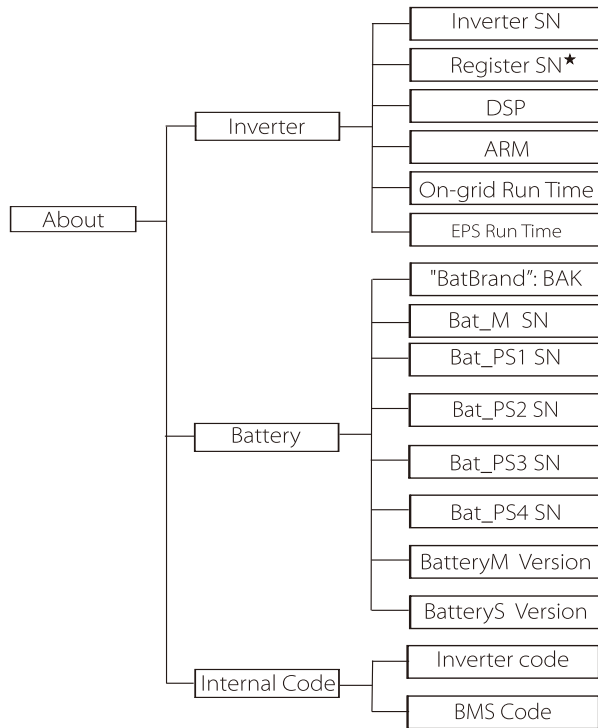 About
Inverter
Inverter SN
Register SN★
DSP
ARM
On-grid Run Time
EPS Run Time
Battery
"BatBrand”: BAK
Bat_M SN
Bat_PS1 SN
Bat_PS2 SN
Bat_PS3 SN
Bat_PS4 SN
BatteryM Version
BatteryS Version
Internal Code
Inverter code
BMS Code